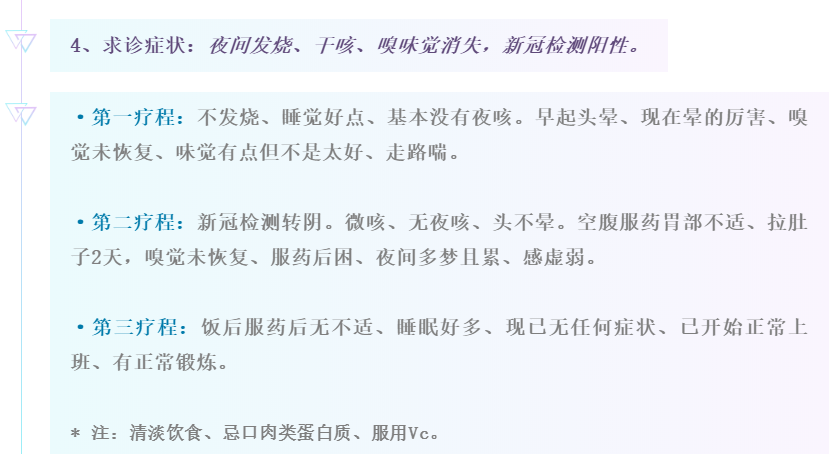 4、求诊症状：夜间发烧、干咳、嗅味觉消失，新冠检测阳性。
·第一疗程：不发烧、睡觉好点、基本没有夜咳。早起头晕、现在晕的厉害、嗅
觉未恢复、味觉有点但不是太好、走路喘。
·第二疗程：新冠检测转阴。微咳、无夜咳、头不晕。空腹服药胃部不适、拉肚
子2天，嗅觉未恢复、服药后困、夜间多梦且累、感虚弱。
·第三疗程：饭后服药后无不适、睡眠好多、现已无任何症状、已开始正常上
班、有正常锻炼。
* 注：清淡饮食、忌口肉类蛋白质、服用Vc。